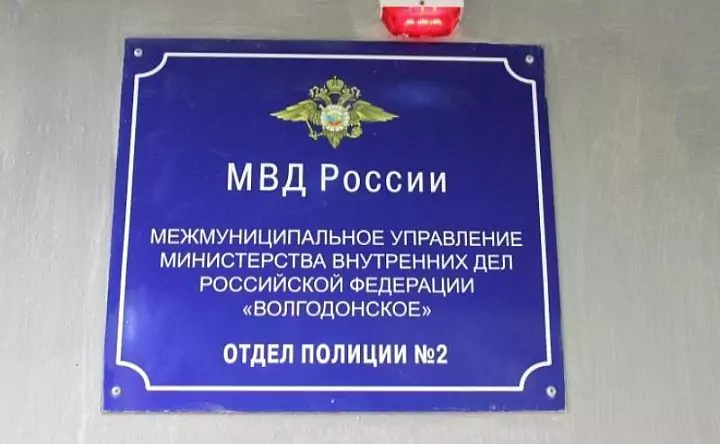 МВД России
МЕЖМУНИЦИПАЛЬНОЕ УПРАВЛЕНИЕ
МИНИСТЕРСТВА ВНУТРЕННИХ ДЕЛ
РОССИЙСКОЙ ФЕДЕРАЦИИ
«ВОЛГОДОНСКОЕ»
ОТДЕЛ ПОЛИЦИИ №2